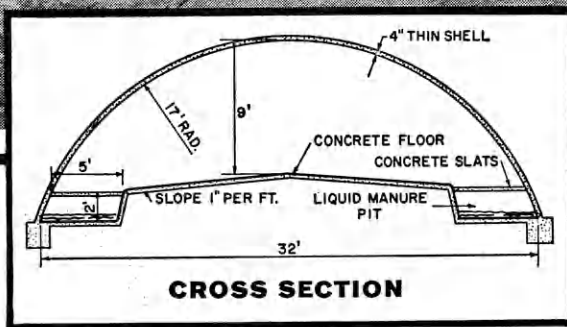 4" THIN SHELL
9'
17' RAD.
CONCRETE FLOOR
CONCRETE SLATS
5'
2'
SLOPE 1" PER FT.
LIQUID MANURE
PIT
32'
CROSS SECTION